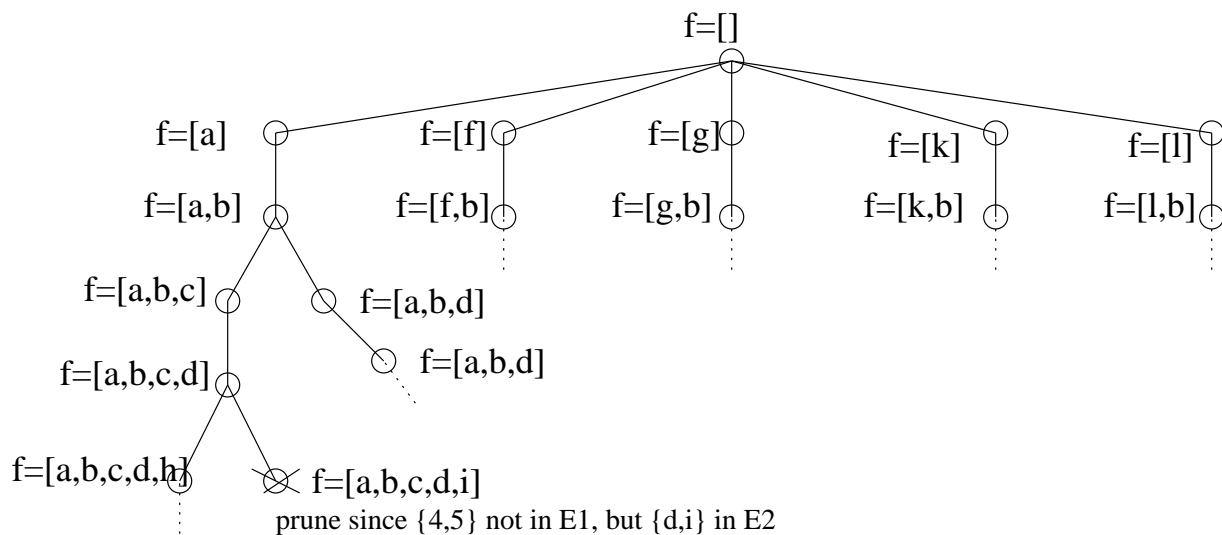 f=[]
f=[a]
f=[f]
f=[g]
f=[k]
f=[l]
f=[a,b]
f=[f,b]
f=[g,b]
f=[k,b]
f=[l,b]
f=[a,b,c]
f=[a,b,d]
f=[a,b,c,d]
f=[a,b,d]
f=[a,b,c,d,h]
f=[a,b,c,d,i]
prune since {4,5} not in E1, but {d,i} in E2